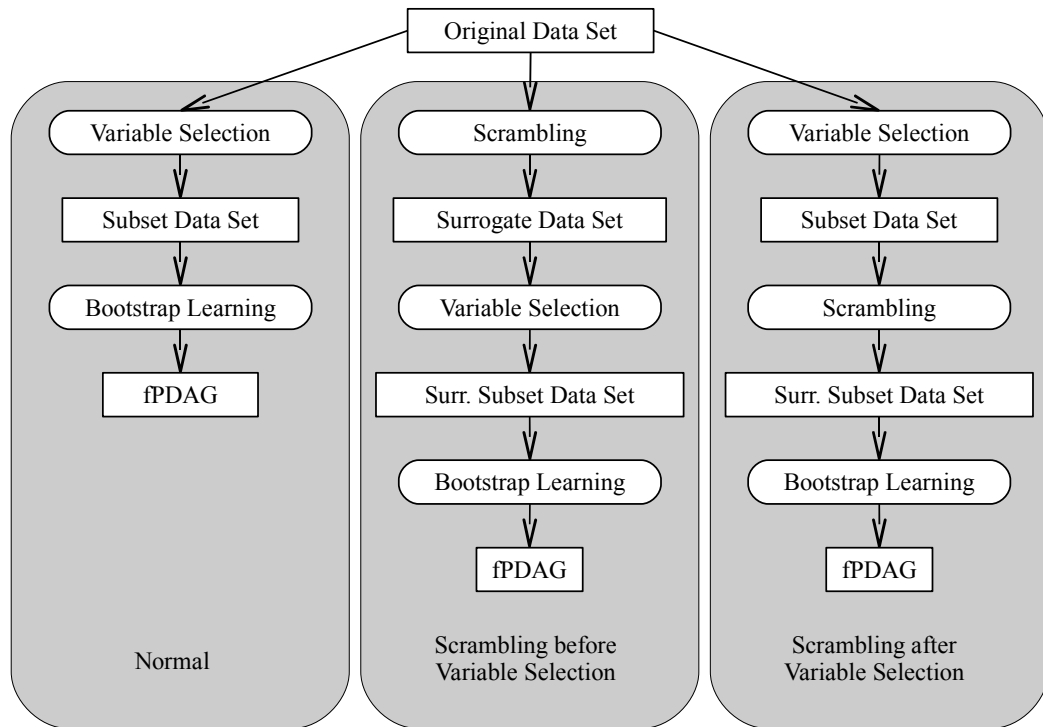 Original Data Set
Variable Selection
Subset Data Set
Bootstrap Learning
fPDAG
Normal
Scrambling
Surrogate Data Set
Variable Selection
Surr. Subset Data Set
Bootstrap Learning
fPDAG
Scrambling before
Variable Selection
Variable Selection
Subset Data Set
Scrambling
Surr. Subset Data Set
Bootstrap Learning
fPDAG
Scrambling after
Variable Selection